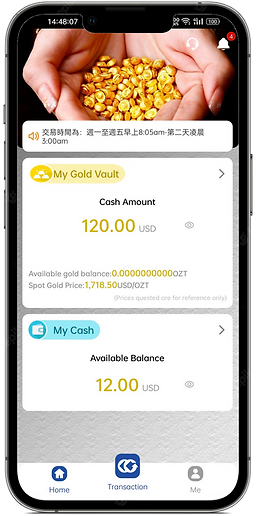 14:48:07
100
4
交易時間為: 週一至週五早上8:05am-第二天凌晨
3:00am
My Gold Vault
Cash Amount
120.00 USD
Available gold balance:0.0000000000OZT
Spot Gold Price:1,718.50USD/OZT
(Prices quested are for reference only)
My Cash
Available Balance
12.00 USD
Home
Transaction
Me